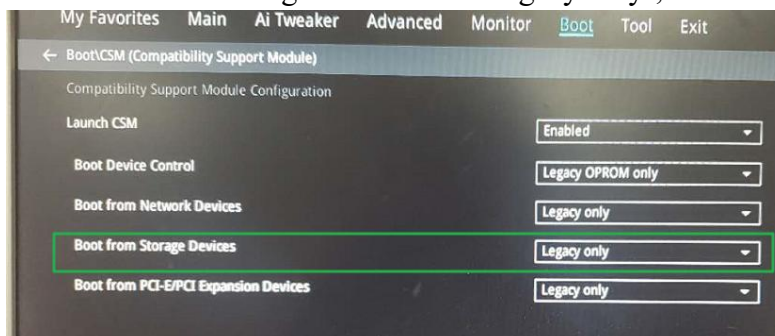 My Favorites Main Ai Tweaker Advanced Monitor Boot Tool Exit
← Boot\CSM (Compatibility Support Module)
Compatibility Support Module Configuration
Launch CSM Enabled
Boot Device Control Legacy OPROM only
Boot from Network Devices Legacy only
Boot from Storage Devices Legacy only
Boot from PCI-E/PCI Expansion Devices Legacy only